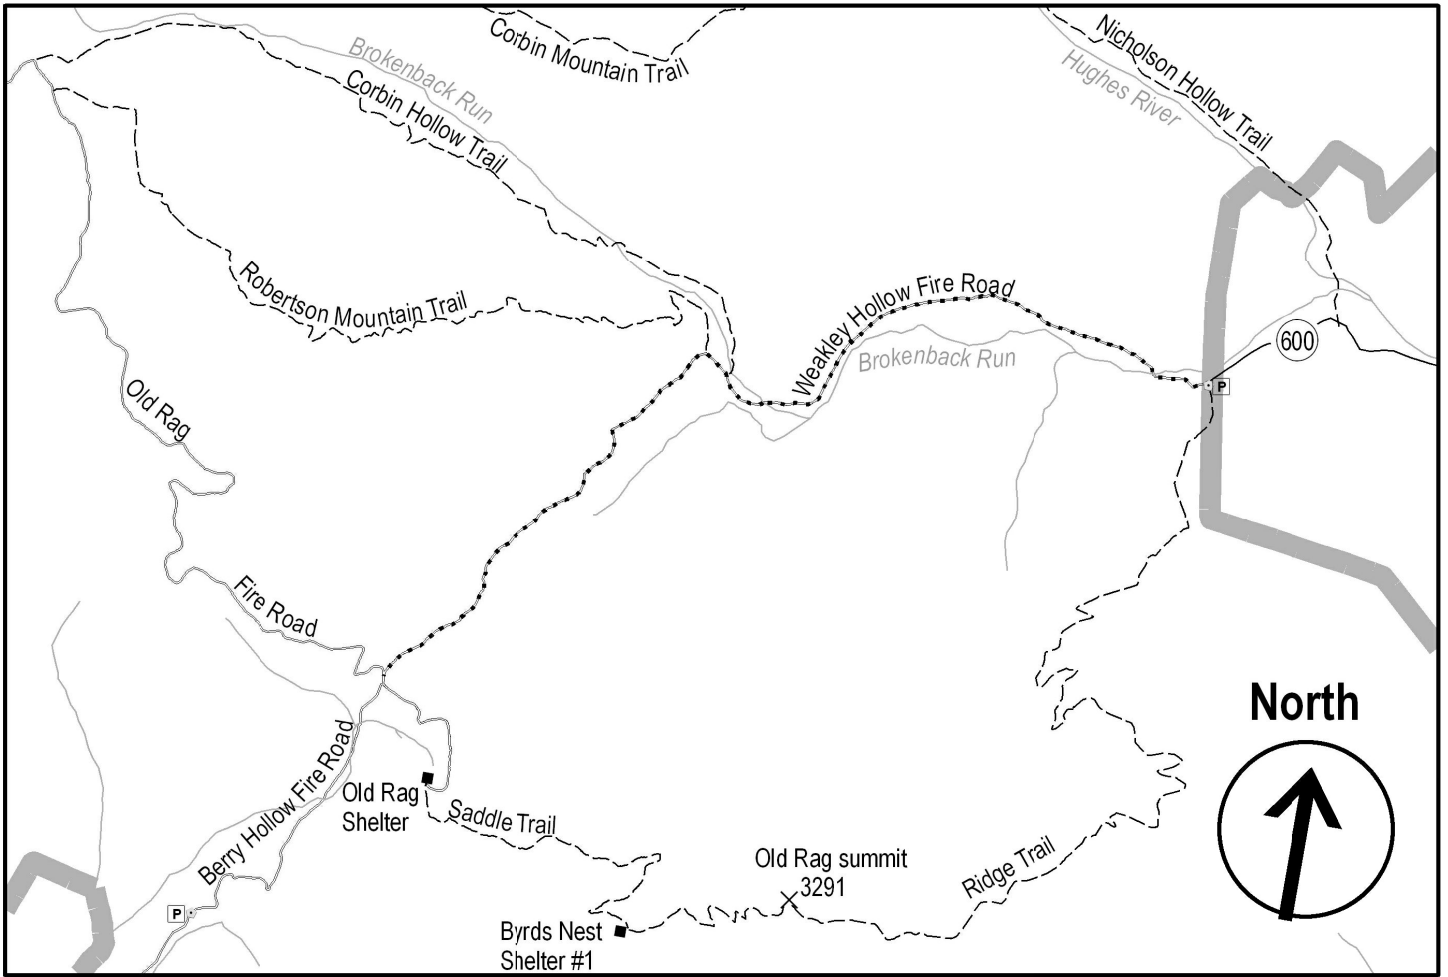 Corbin Mountain Trail
Nicholson Hollow Trail
Hughes River
Brokenback Run
Corbin Hollow Trail
Robertson Mountain Trail
Weakley Hollow Fire Road
Brokenback Run
600
P
Old Rag
Fire Road
North
Berry Hollow Fire Road
Old Rag
Shelter
Saddle Trail
Old Rag summit
3291
Ridge Trail
P
Byrds Nest
Shelter #1